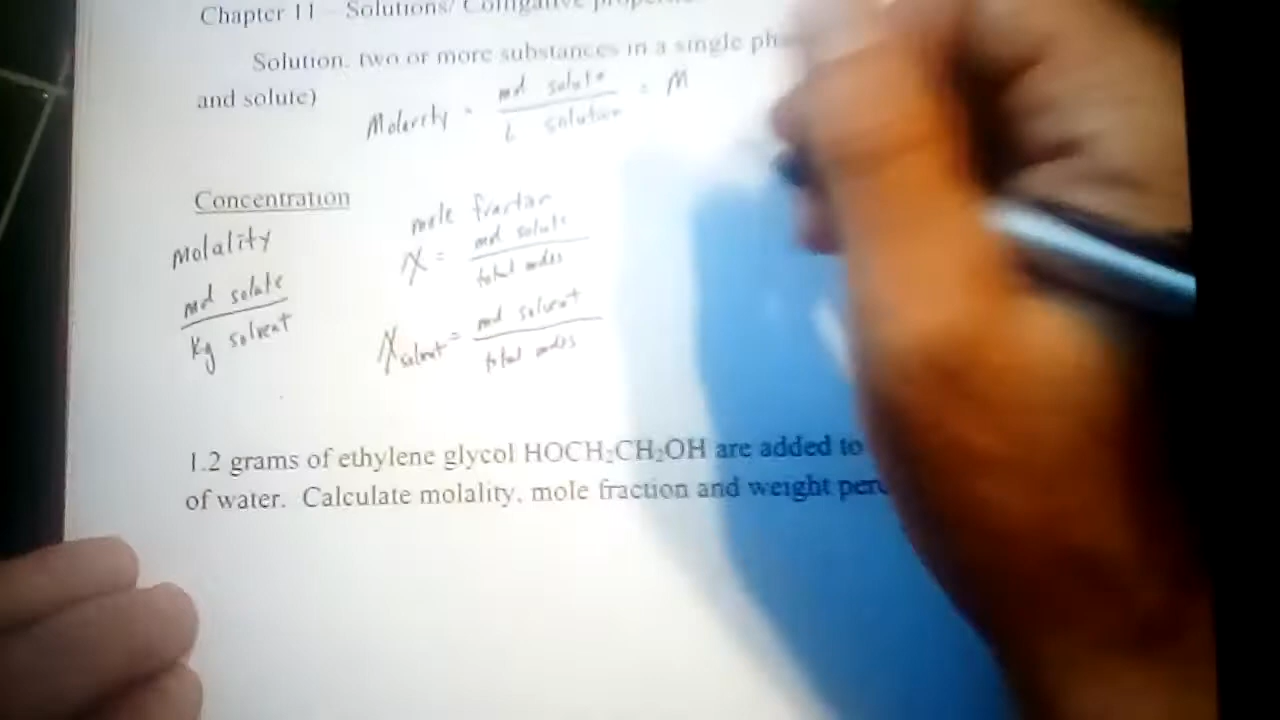 Chapter 11 – Solutions/ Colligative
Solution. two or more substances in a single
and solute)
Molarity = mol solute / L solution = M
Concentration
Molality
mol solute
Kg solvent
mole fraction
X = mol solute / total moles
Xsolvent = mol solvent / total moles
1.2 grams of ethylene glycol HOCH₂CH₂OH are added to
of water. Calculate molality, mole fraction and weight